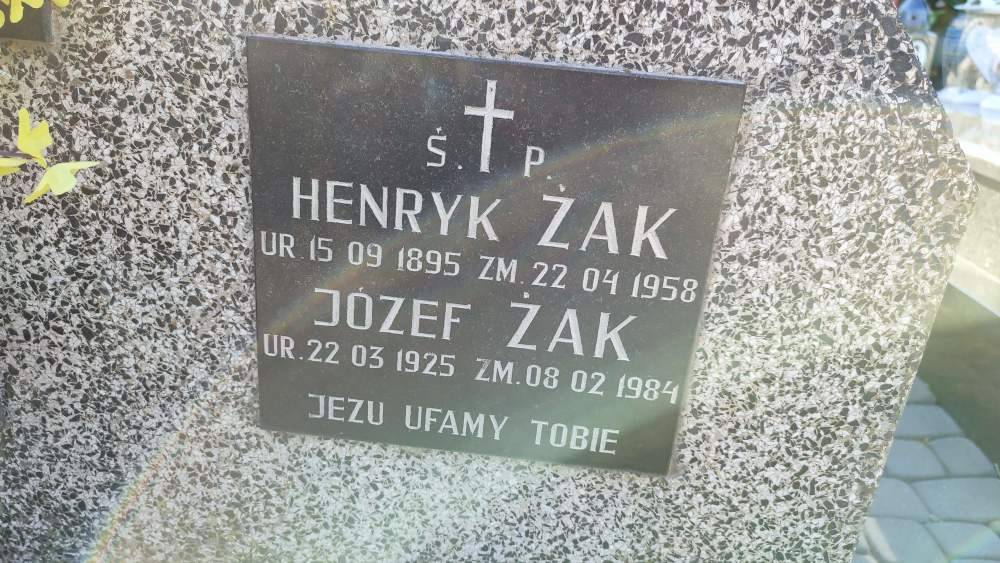 Ś. P.
HENRYK ŻAK
UR. 15 09 1895 ZM. 22 04 1958
JÓZEF ŻAK
UR. 22 03 1925 ZM. 08 02 1984
JEZU UFAMY TOBIE